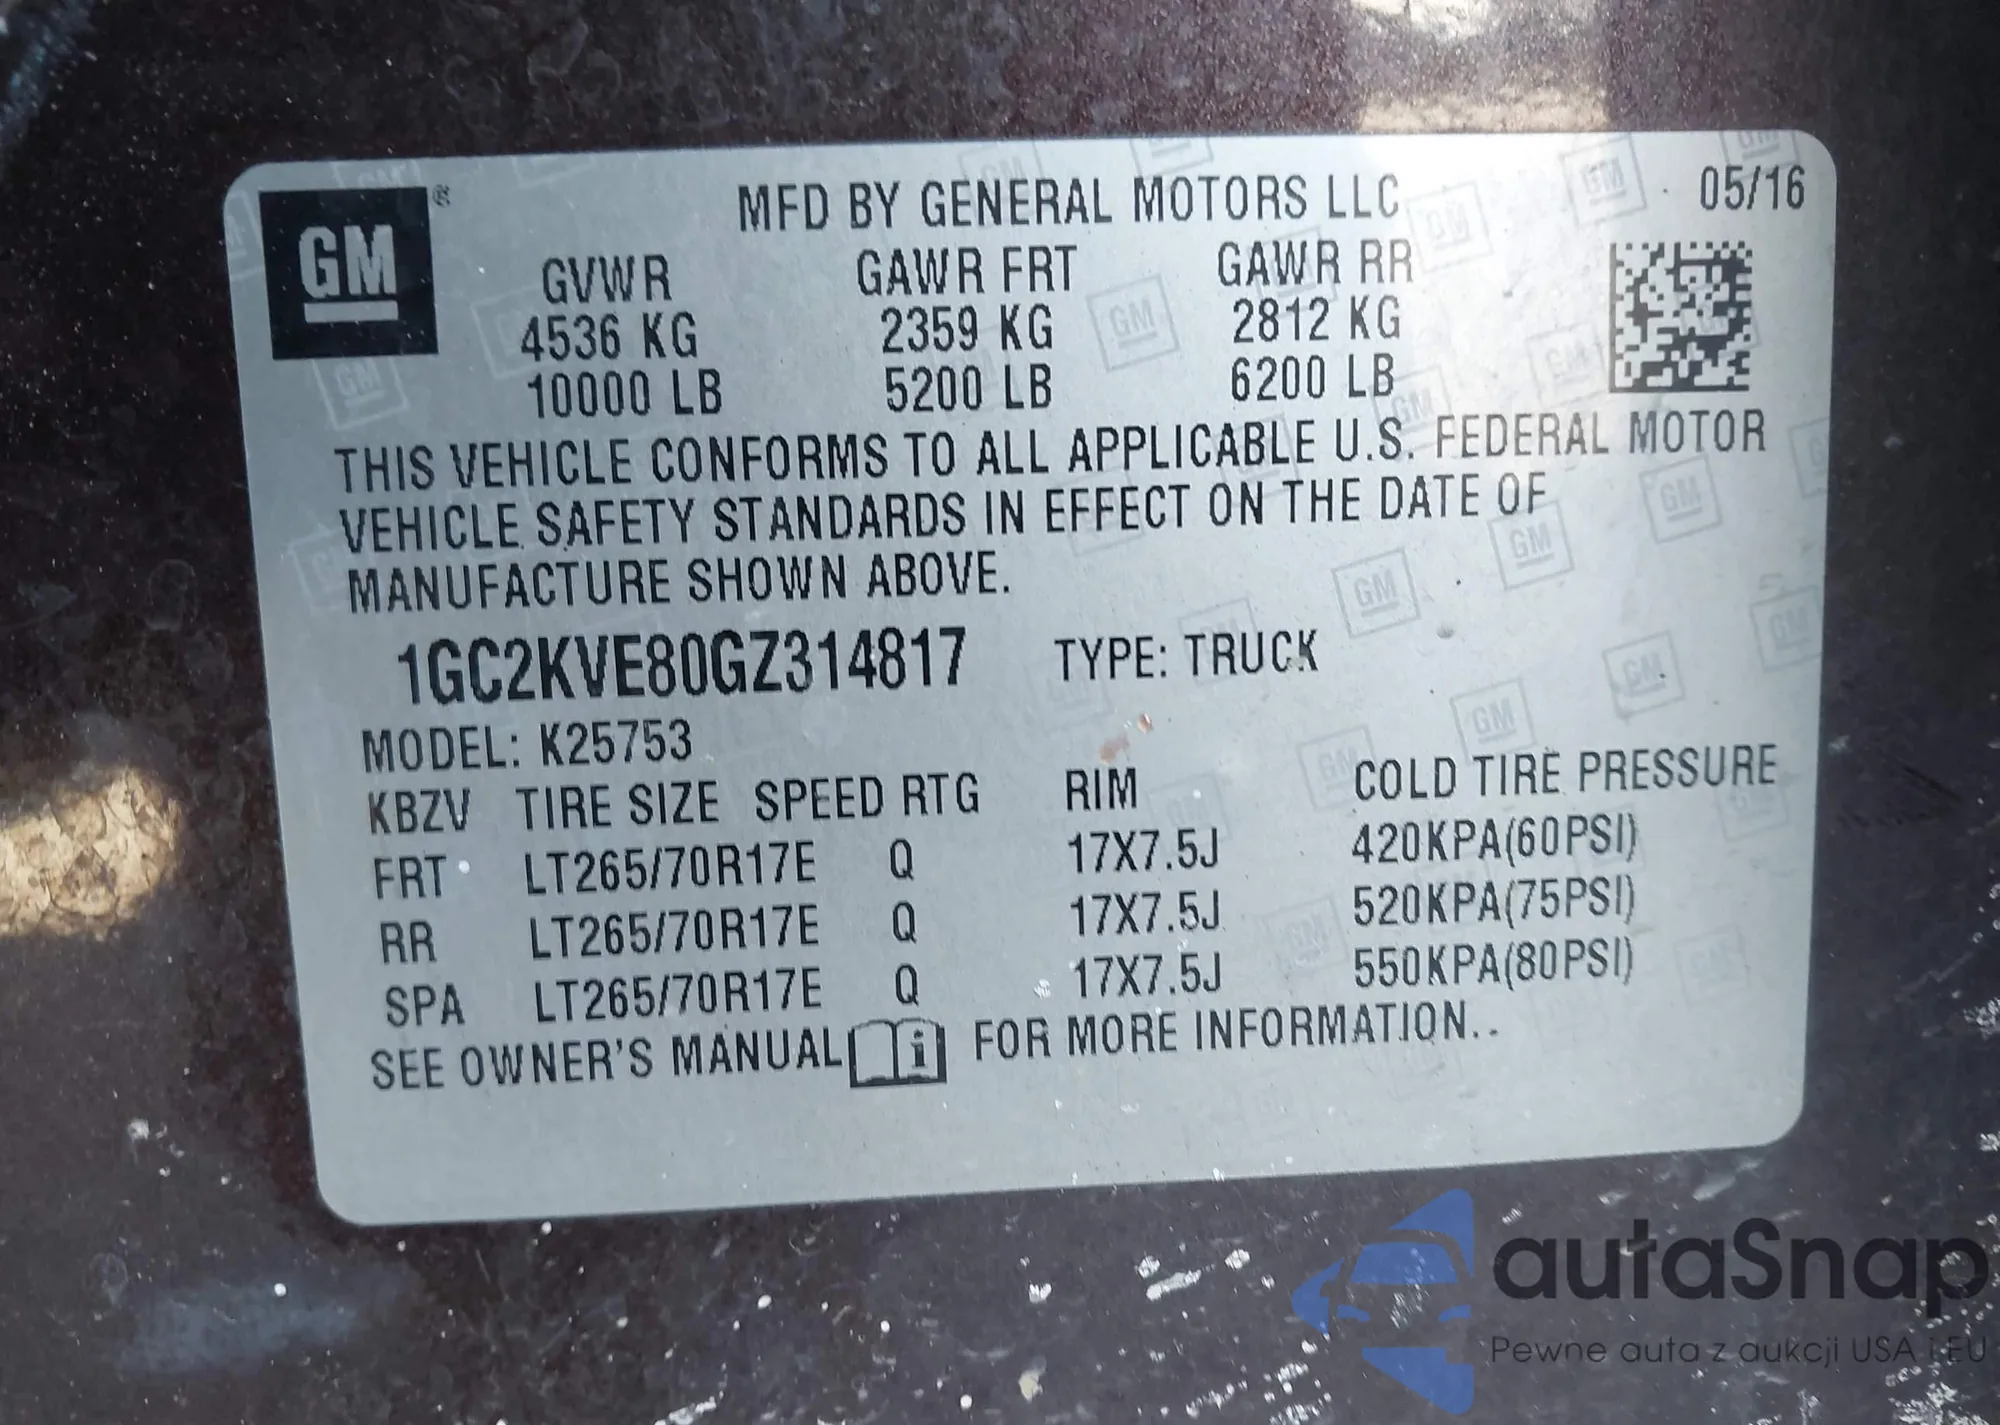 GM ®
MFD BY GENERAL MOTORS LLC 05/16
GVWR GAWR FRT GAWR RR
4536 KG 2359 KG 2812 KG
10000 LB 5200 LB 6200 LB
THIS VEHICLE CONFORMS TO ALL APPLICABLE U.S. FEDERAL MOTOR
VEHICLE SAFETY STANDARDS IN EFFECT ON THE DATE OF
MANUFACTURE SHOWN ABOVE.
1GC2KVE80GZ314817 TYPE: TRUCK
MODEL: K25753
KBZV TIRE SIZE SPEED RTG RIM COLD TIRE PRESSURE
FRT LT265/70R17E Q 17X7.5J 420KPA(60PSI)
RR LT265/70R17E Q 17X7.5J 520KPA(75PSI)
SPA LT265/70R17E Q 17X7.5J 550KPA(80PSI)
SEE OWNER'S MANUAL i FOR MORE INFORMATION..
autaSnap
Pewne auta z aukcji USA i EU